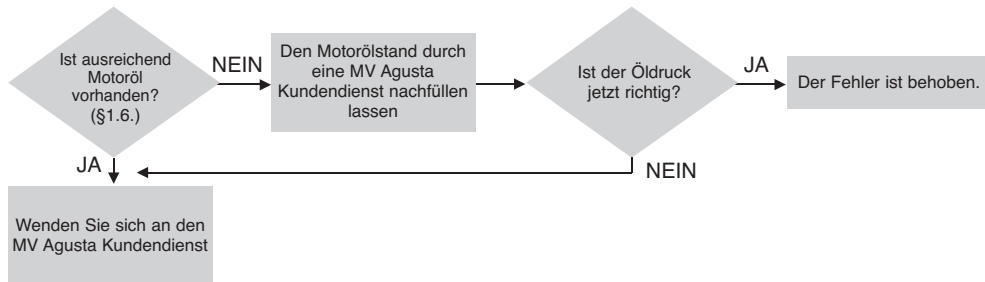 Ist ausreichend
Motoröl
vorhanden?
(§1.6.)
NEIN
Den Motorölstand durch
eine MV Agusta
Kundendienst nachfüllen
lassen
Ist der Öldruck
jetzt richtig?
JA
Der Fehler ist behoben.
JA
NEIN
Wenden Sie sich an den
MV Agusta Kundendienst